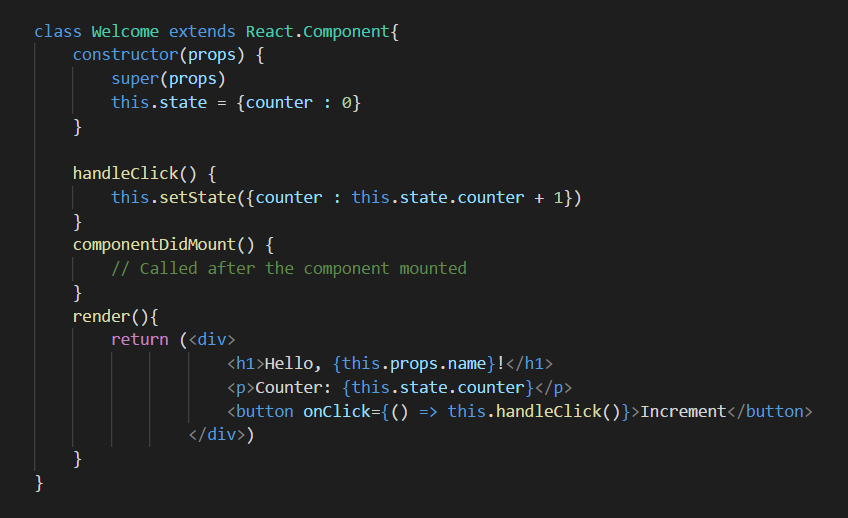 class Welcome extends React.Component{
    constructor(props) {
        super(props)
        this.state = {counter : 0}
    }

    handleClick() {
        this.setState({counter : this.state.counter + 1})
    }
    componentDidMount() {
        // Called after the component mounted
    }
    render(){
        return (<div>
                    <h1>Hello, {this.props.name}!</h1>
                    <p>Counter: {this.state.counter}</p>
                    <button onClick={() => this.handleClick()}>Increment</button>
                </div>)
    }
}